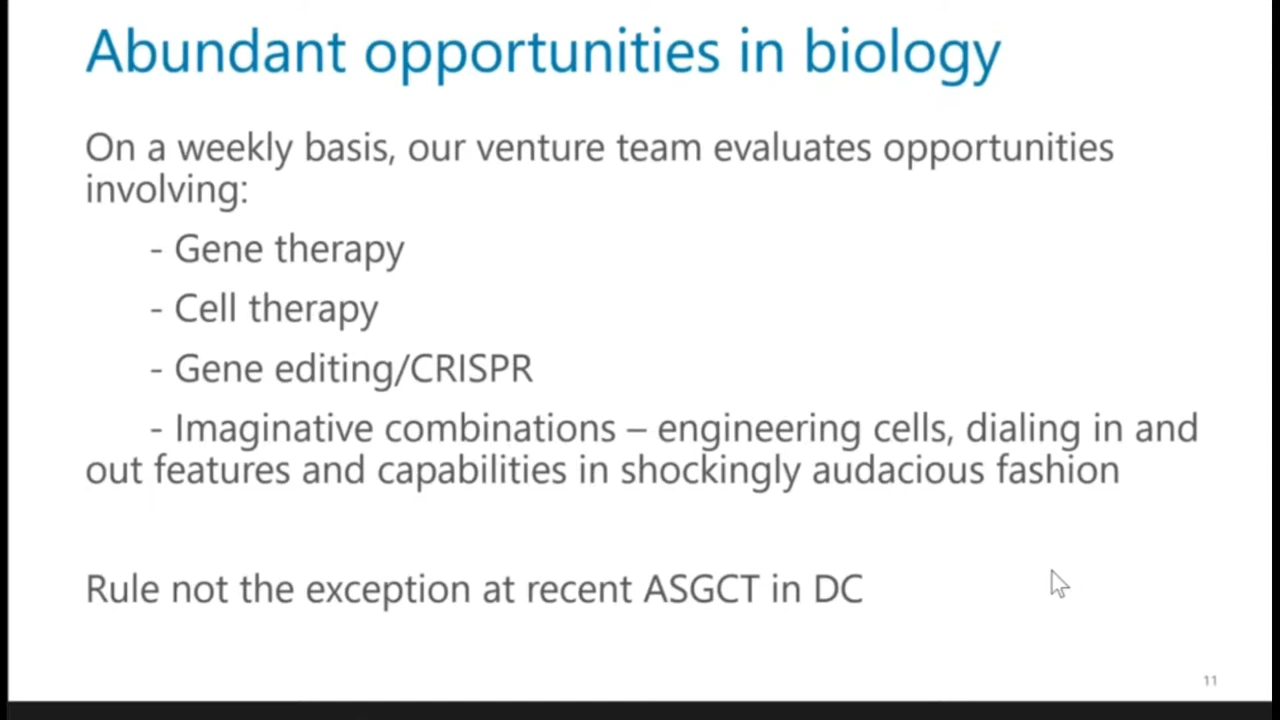 Abundant opportunities in biology
On a weekly basis, our venture team evaluates opportunities
involving:
- Gene therapy
- Cell therapy
- Gene editing/CRISPR
- Imaginative combinations – engineering cells, dialing in and
out features and capabilities in shockingly audacious fashion
Rule not the exception at recent ASGCT in DC
11